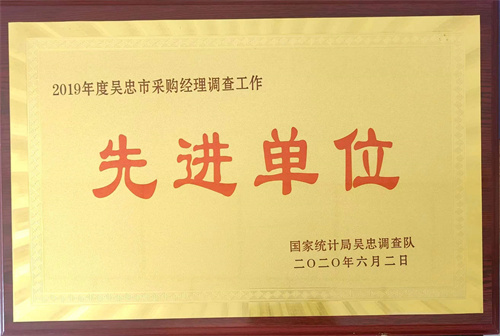 2019年度吴忠市采购经理调查工作
先进单位
国家统计局吴忠调查队
二〇二〇年六月二日